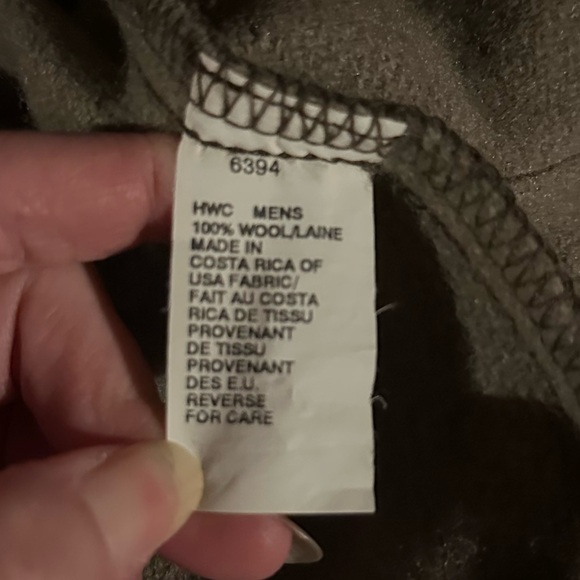 6394
HWC MENS
100% WOOL/LAINE
MADE IN
COSTA RICA OF
USA FABRIC/
FAIT AU COSTA
RICA DE TISSU
PROVENANT
DE TISSU
PROVENANT
DES E.U.
REVERSE
FOR CARE